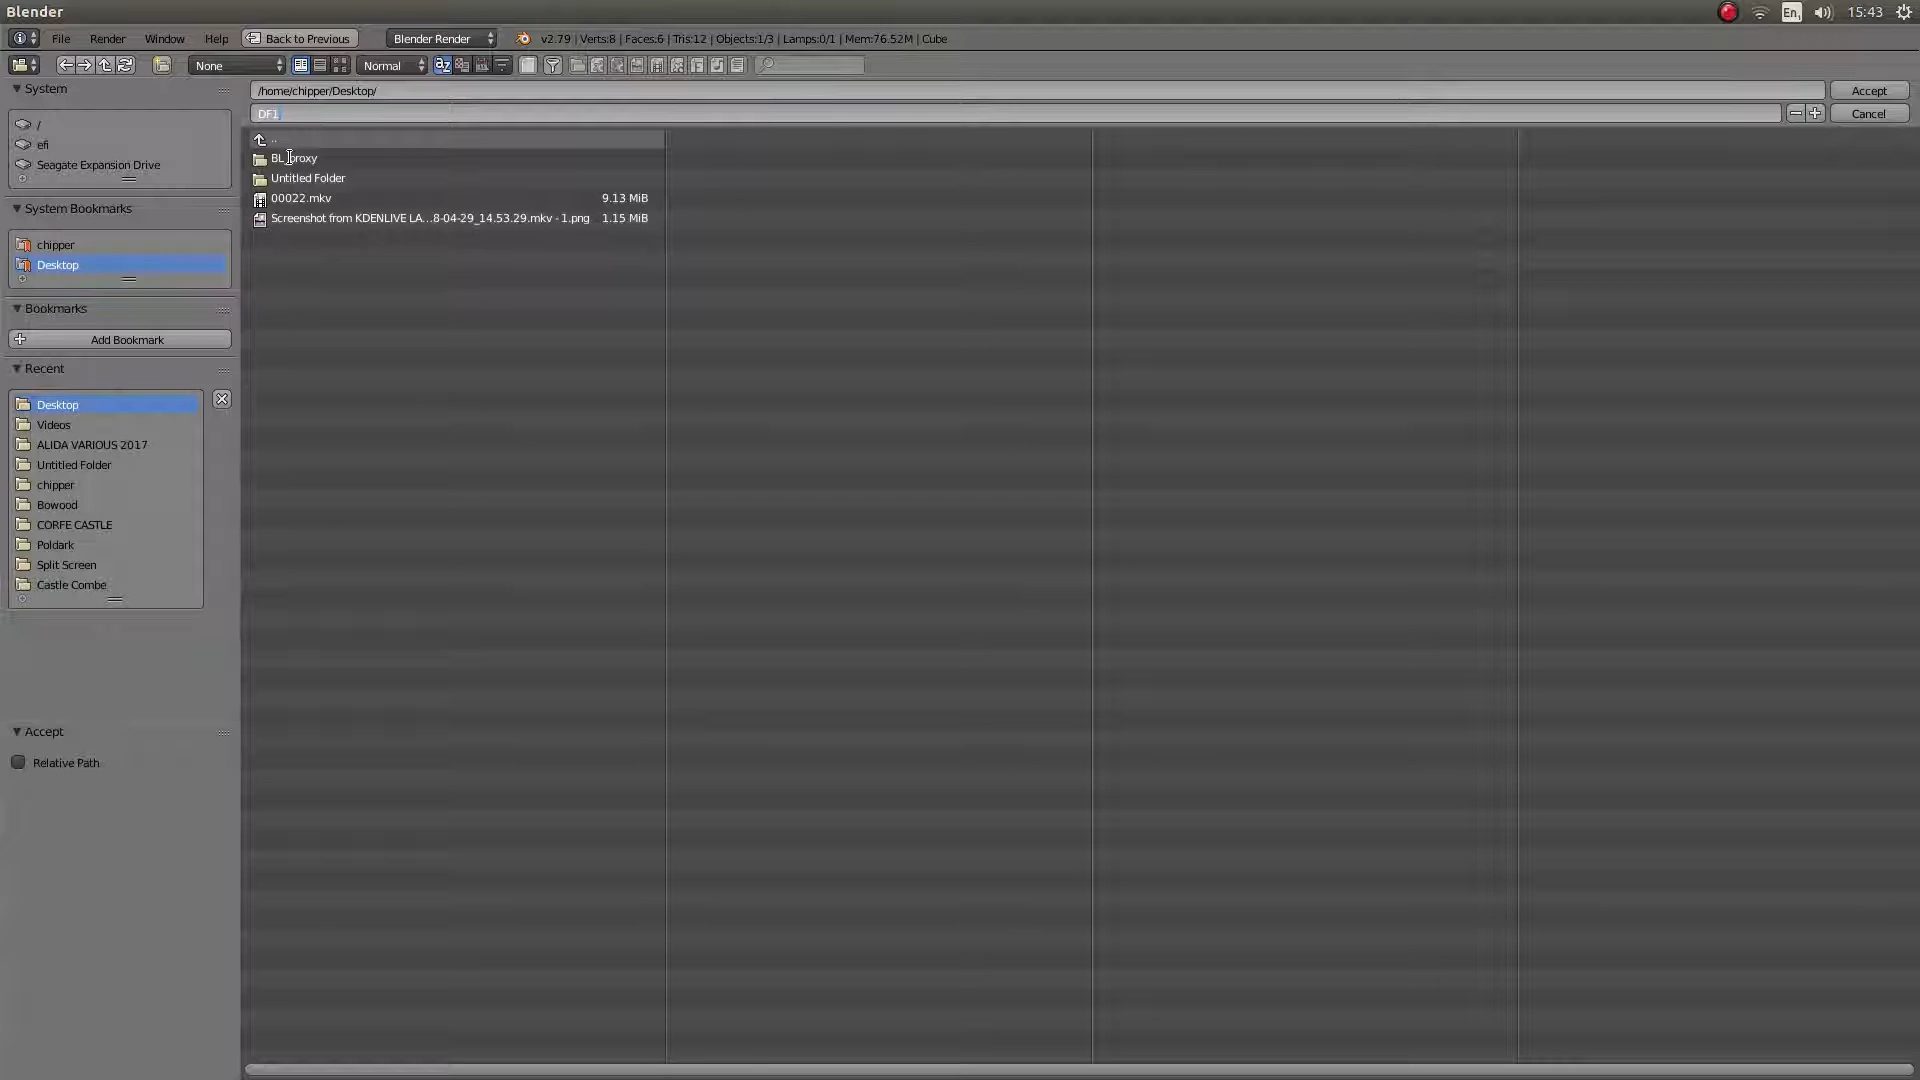 Blender
En1 15:43
File Render Window Help Back to Previous Blender Render v2.79 | Verts:8 | Faces:6 | Tris:12 | Objects:1/3 | Lamps:0/1 | Mem:76.52M | Cube
None Normal
System
/home/chipper/Desktop/ Accept
DF1 Cancel
/
efi
Seagate Expansion Drive
..
BL_proxy
Untitled Folder
00022.mkv 9.13 MiB
Screenshot from KDENLIVE LA...8-04-29_14.53.29.mkv - 1.png 1.15 MiB
System Bookmarks
chipper
Desktop
Bookmarks
Add Bookmark
Recent
Desktop
Videos
ALIDA VARIOUS 2017
Untitled Folder
chipper
Bowood
CORFE CASTLE
Poldark
Split Screen
Castle Combe
Accept
Relative Path